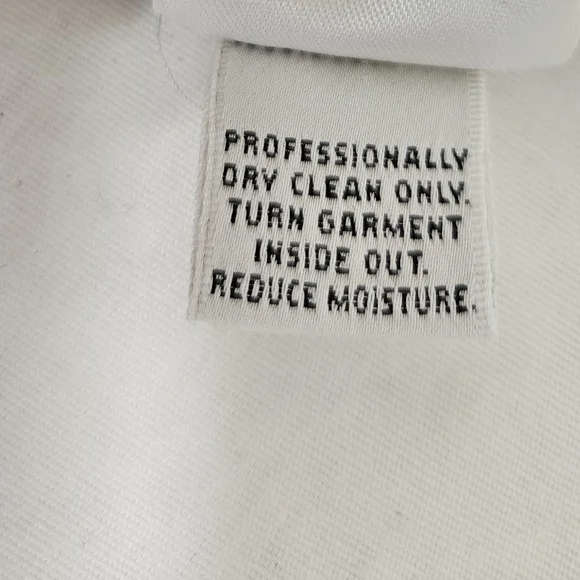 PROFESSIONALLY
DRY CLEAN ONLY.
TURN GARMENT
INSIDE OUT.
REDUCE MOISTURE.